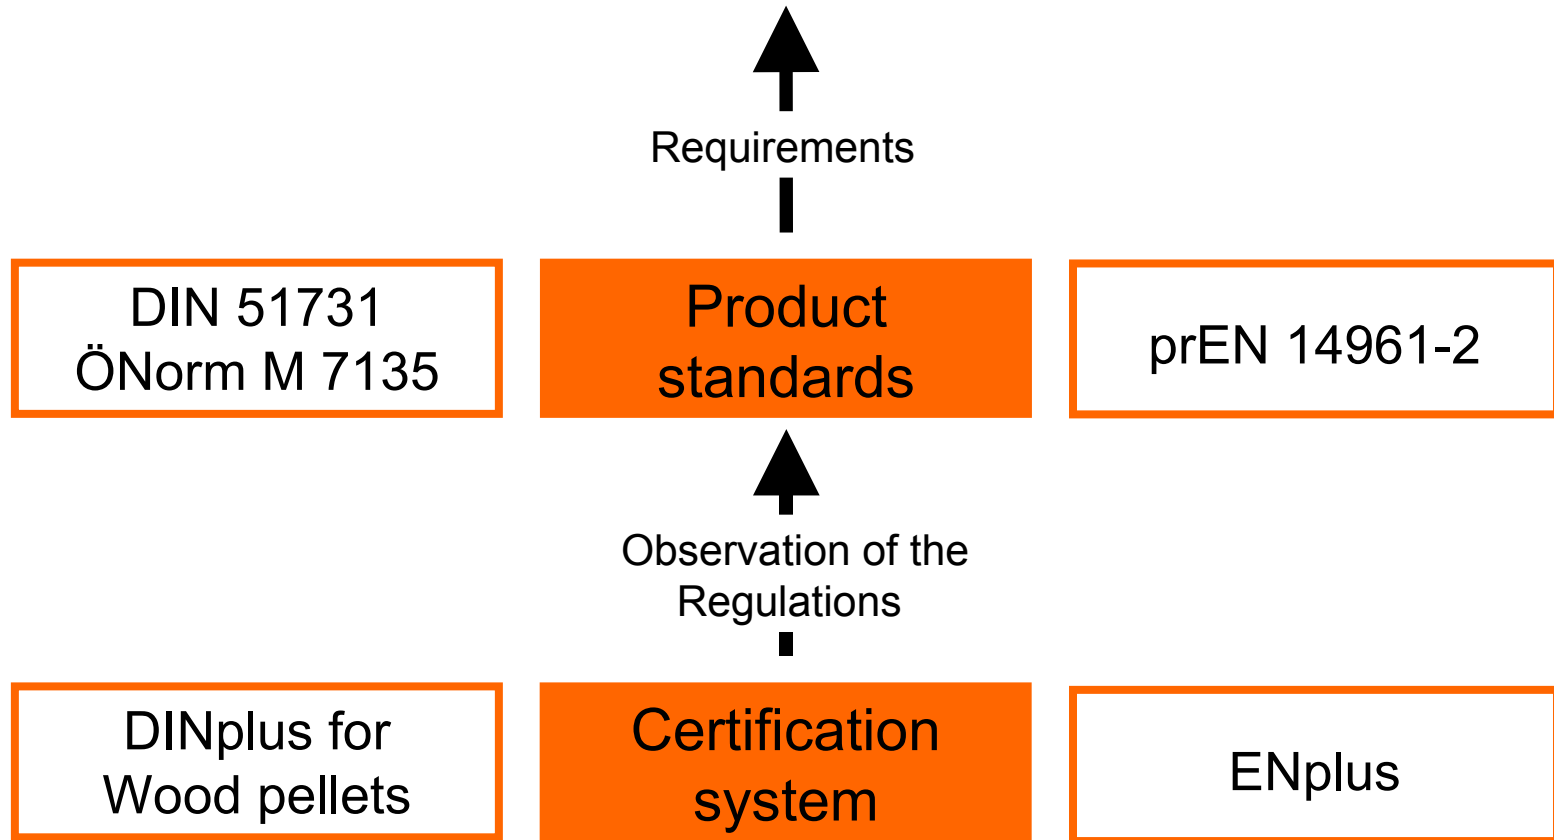 Requirements
DIN 51731
ÖNorm M 7135
Product
standards
prEN 14961-2
Observation of the
Regulations
DINplus for
Wood pellets
Certification
system
ENplus